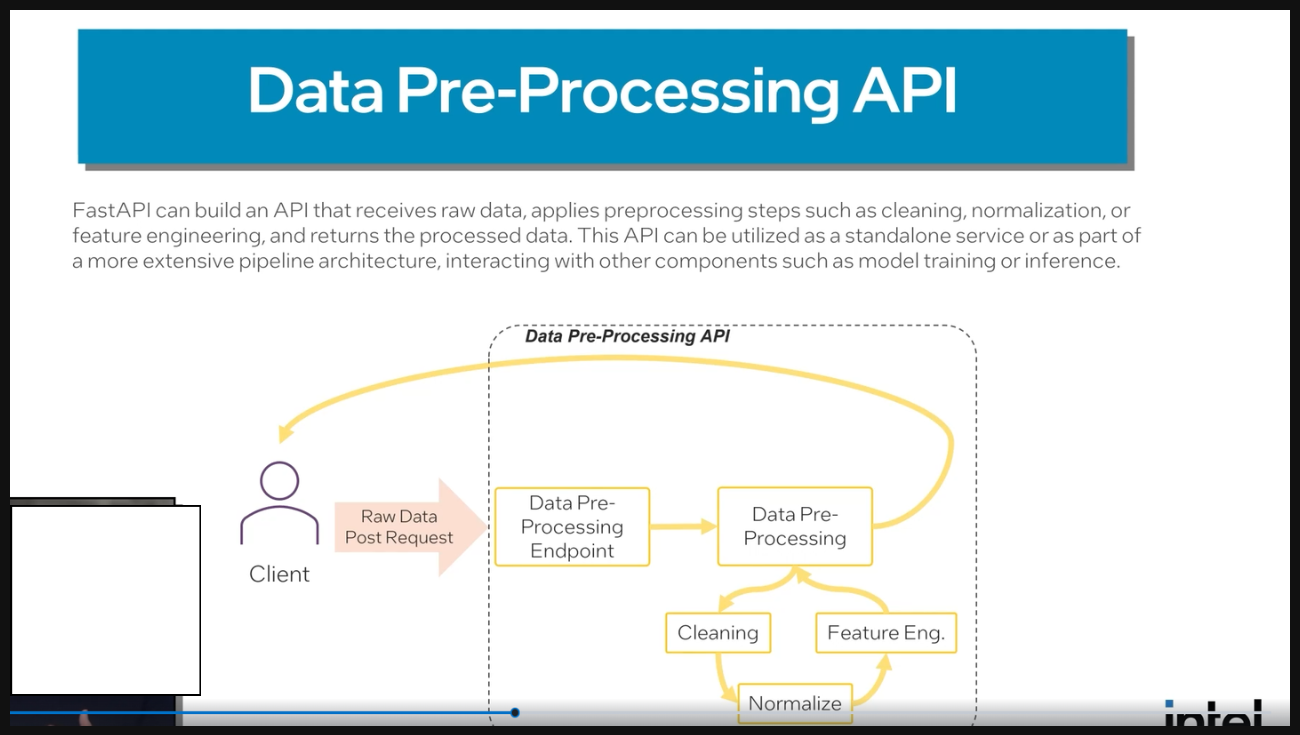 Data Pre-Processing API
FastAPI can build an API that receives raw data, applies preprocessing steps such as cleaning, normalization, or
feature engineering, and returns the processed data. This API can be utilized as a standalone service or as part of
a more extensive pipeline architecture, interacting with other components such as model training or inference.
Data Pre-Processing API
Raw Data
Post Request
Client
Data Pre-
Processing
Endpoint
Data Pre-
Processing
Cleaning
Feature Eng.
Normalize
intel